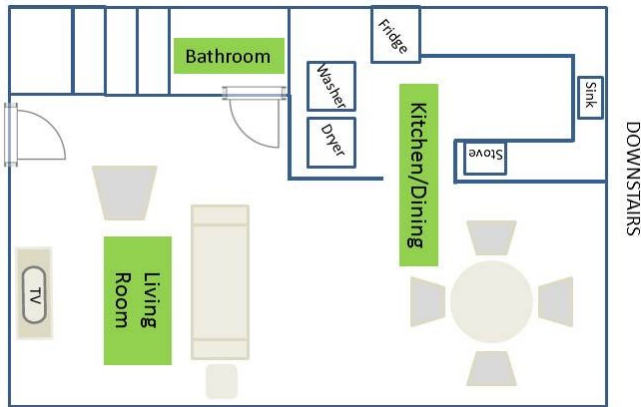 Fridge
Bathroom
Washer
Sink
Dryer
Kitchen/Dining
Stove
DOWNSTAIRS
Living
Room
TV